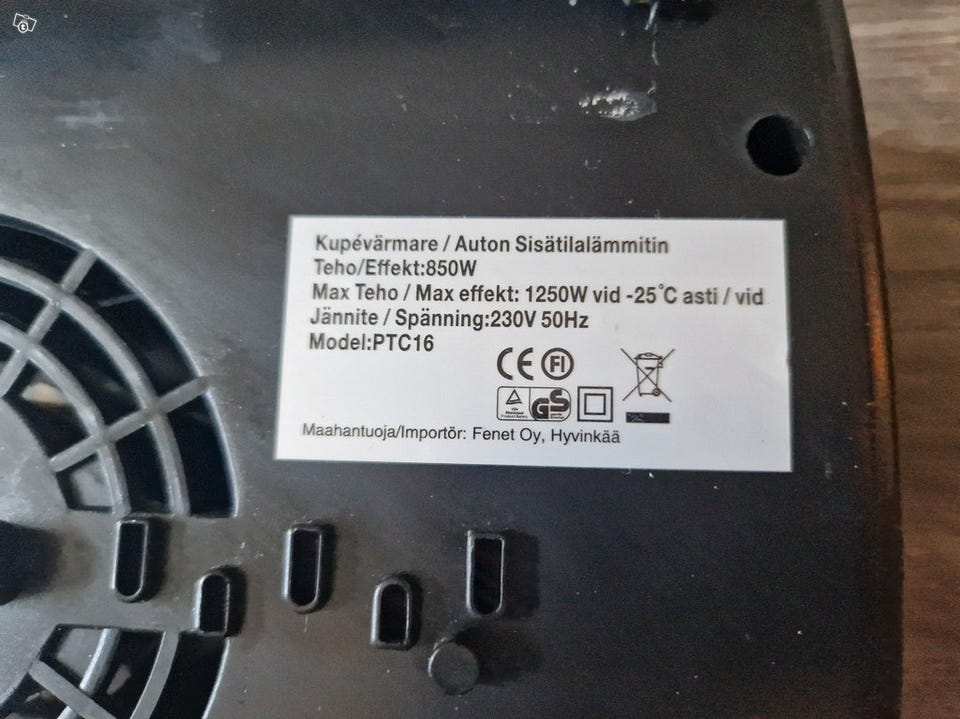 Kupévärmare / Auton Sisätilalämmitin
Teho/Effekt:850W
Max Teho / Max effekt: 1250W vid -25°C asti / vid
Jännite / Spänning:230V 50Hz
Model:PTC16
CE FI
GS
Maahantuoja/Importör: Fenet Oy, Hyvinkää